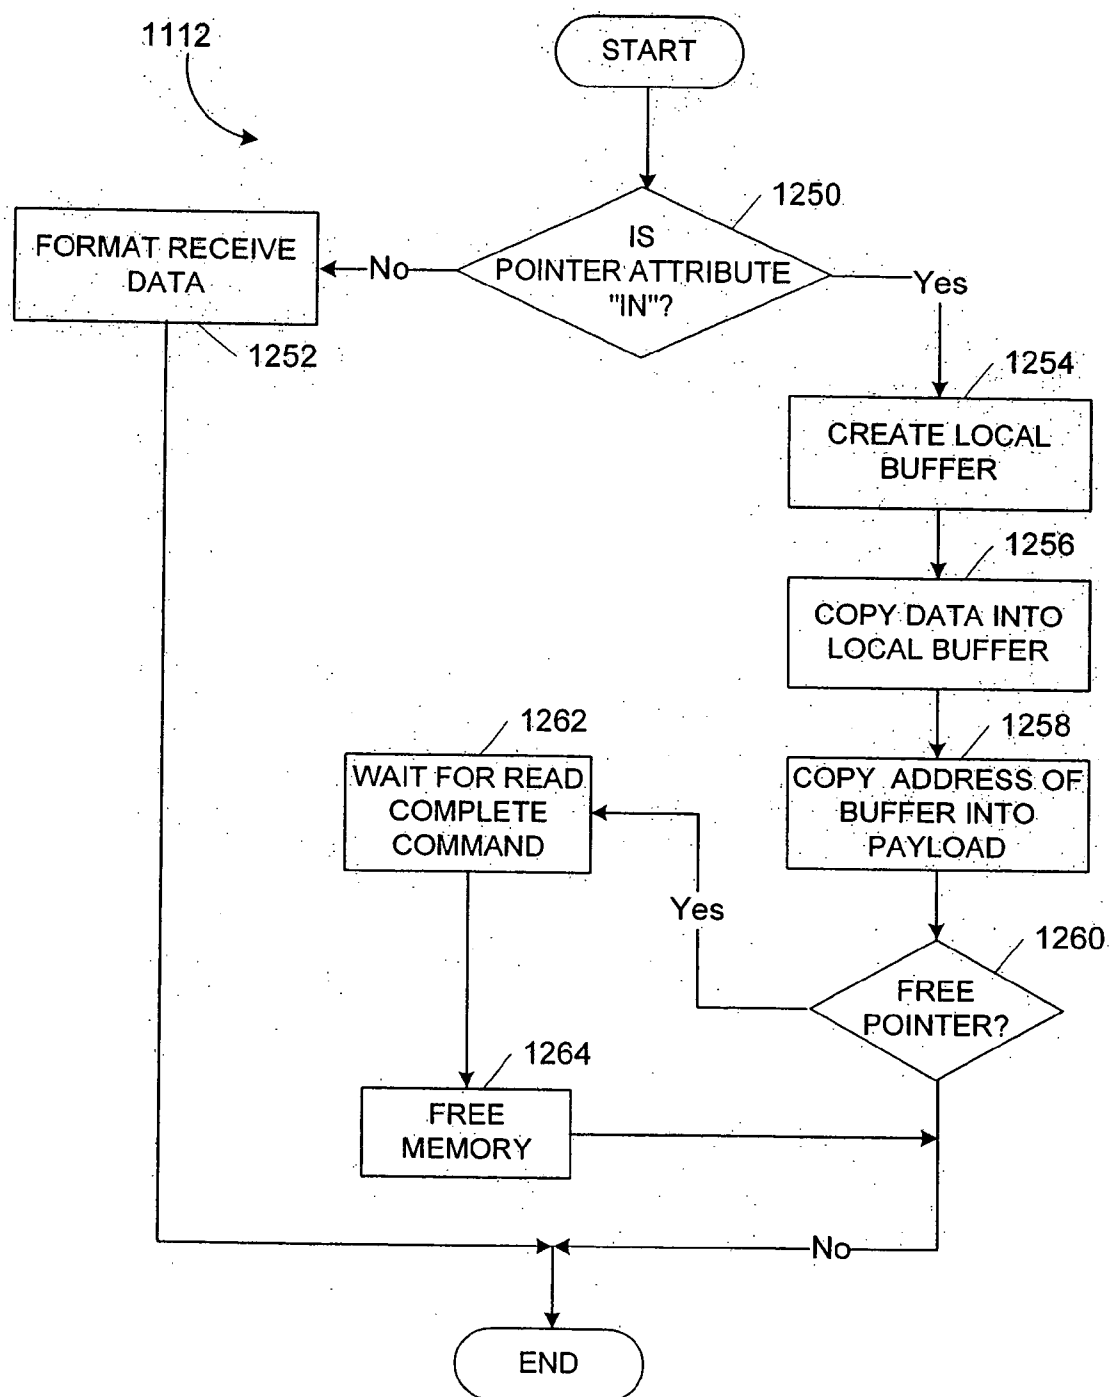 1112
START
1250
IS
POINTER ATTRIBUTE
"IN"?
No
Yes
FORMAT RECEIVE
DATA
1252
1254
CREATE LOCAL
BUFFER
1256
COPY DATA INTO
LOCAL BUFFER
1258
COPY ADDRESS OF
BUFFER INTO
PAYLOAD
1262
WAIT FOR READ
COMPLETE
COMMAND
Yes
1260
FREE
POINTER?
1264
FREE
MEMORY
No
END